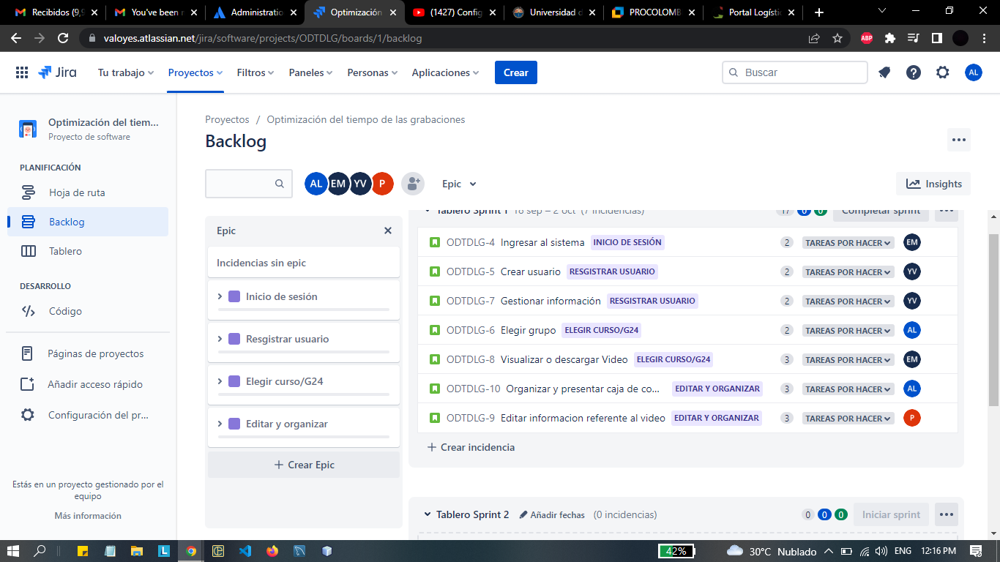 Recibidos (9,9
You've been r
Administratio
Optimización
(1427) Config
Universidad d
PROCOLOMB
Portal Logísti
valoyes.atlassian.net/jira/software/projects/ODTDLG/boards/1/backlog
ABP
Jira
Tu trabajo
Proyectos
Filtros
Paneles
Personas
Aplicaciones
Crear
Buscar
AL
Optimización del tiem...
Proyecto de software
PLANIFICACIÓN
Hoja de ruta
Backlog
Tablero
DESARROLLO
Código
Páginas de proyectos
Añadir acceso rápido
Configuración del pr...
Estás en un proyecto gestionado por el
equipo
Más información
Proyectos / Optimización del tiempo de las grabaciones
Backlog
AL EM YV P
Epic
Insights
Epic
Incidencias sin epic
Inicio de sesión
Resgistrar usuario
Elegir curso/G24
Editar y organizar
+ Crear Epic
Tablero Sprint 1 16 sep – 2 oct (7 incidencias) 17 0 0 Completar sprint
ODTDLG-4 Ingresar al sistema INICIO DE SESIÓN 2 TAREAS POR HACER EM
ODTDLG-5 Crear usuario RESGISTRAR USUARIO 2 TAREAS POR HACER YV
ODTDLG-7 Gestionar información RESGISTRAR USUARIO 2 TAREAS POR HACER YV
ODTDLG-6 Elegir grupo ELEGIR CURSO/G24 2 TAREAS POR HACER AL
ODTDLG-8 Visualizar o descargar Video ELEGIR CURSO/G24 3 TAREAS POR HACER EM
ODTDLG-10 Organizar y presentar caja de co... EDITAR Y ORGANIZAR 3 TAREAS POR HACER AL
ODTDLG-9 Editar informacion referente al video EDITAR Y ORGANIZAR 3 TAREAS POR HACER P
+ Crear incidencia
Tablero Sprint 2 Añadir fechas (0 incidencias) 0 0 0 Iniciar sprint
42% 30°C Nublado ENG 12:16 PM